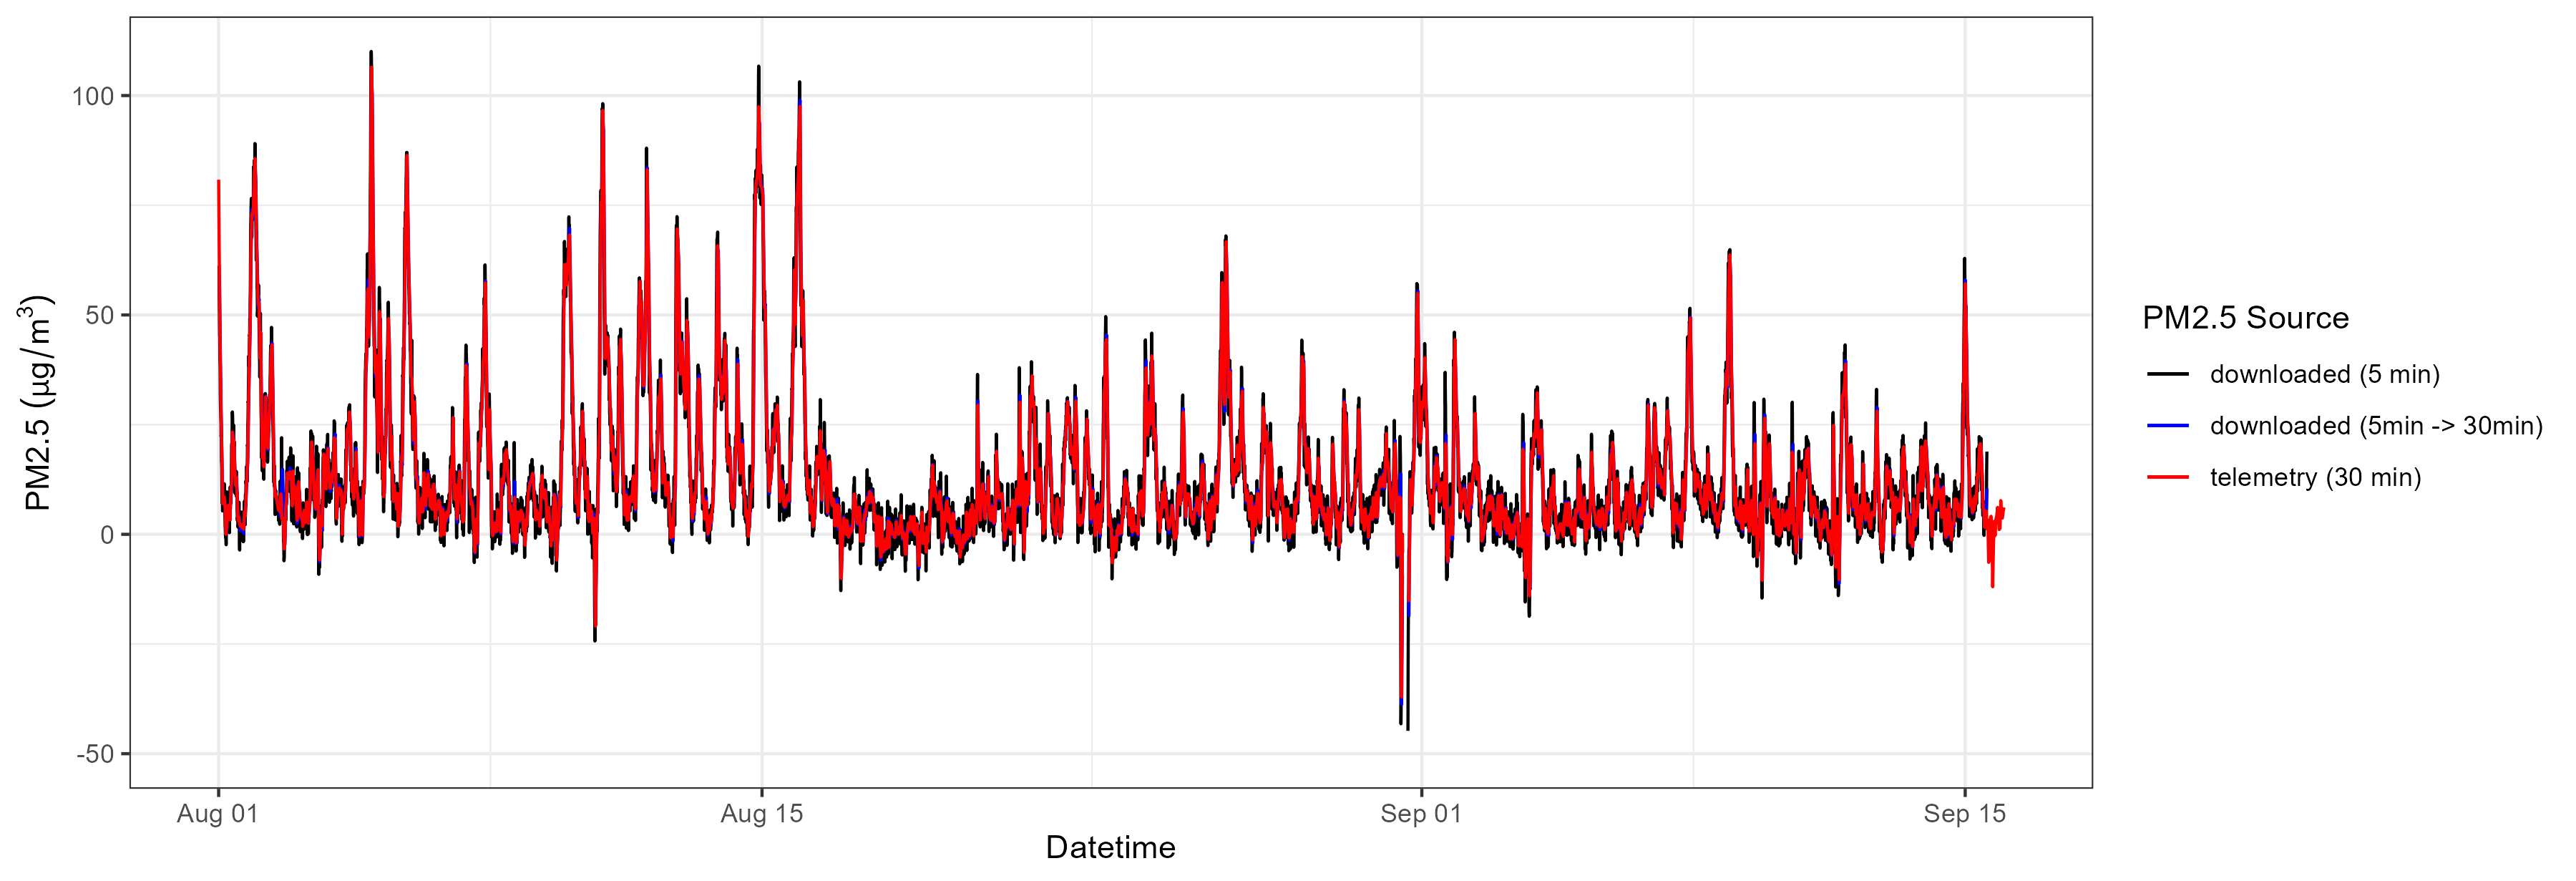 PM2.5 (µg/m³)
100
50
0
-50
Aug 01
Aug 15
Sep 01
Sep 15
Datetime
PM2.5 Source
downloaded (5 min)
downloaded (5min -> 30min)
telemetry (30 min)